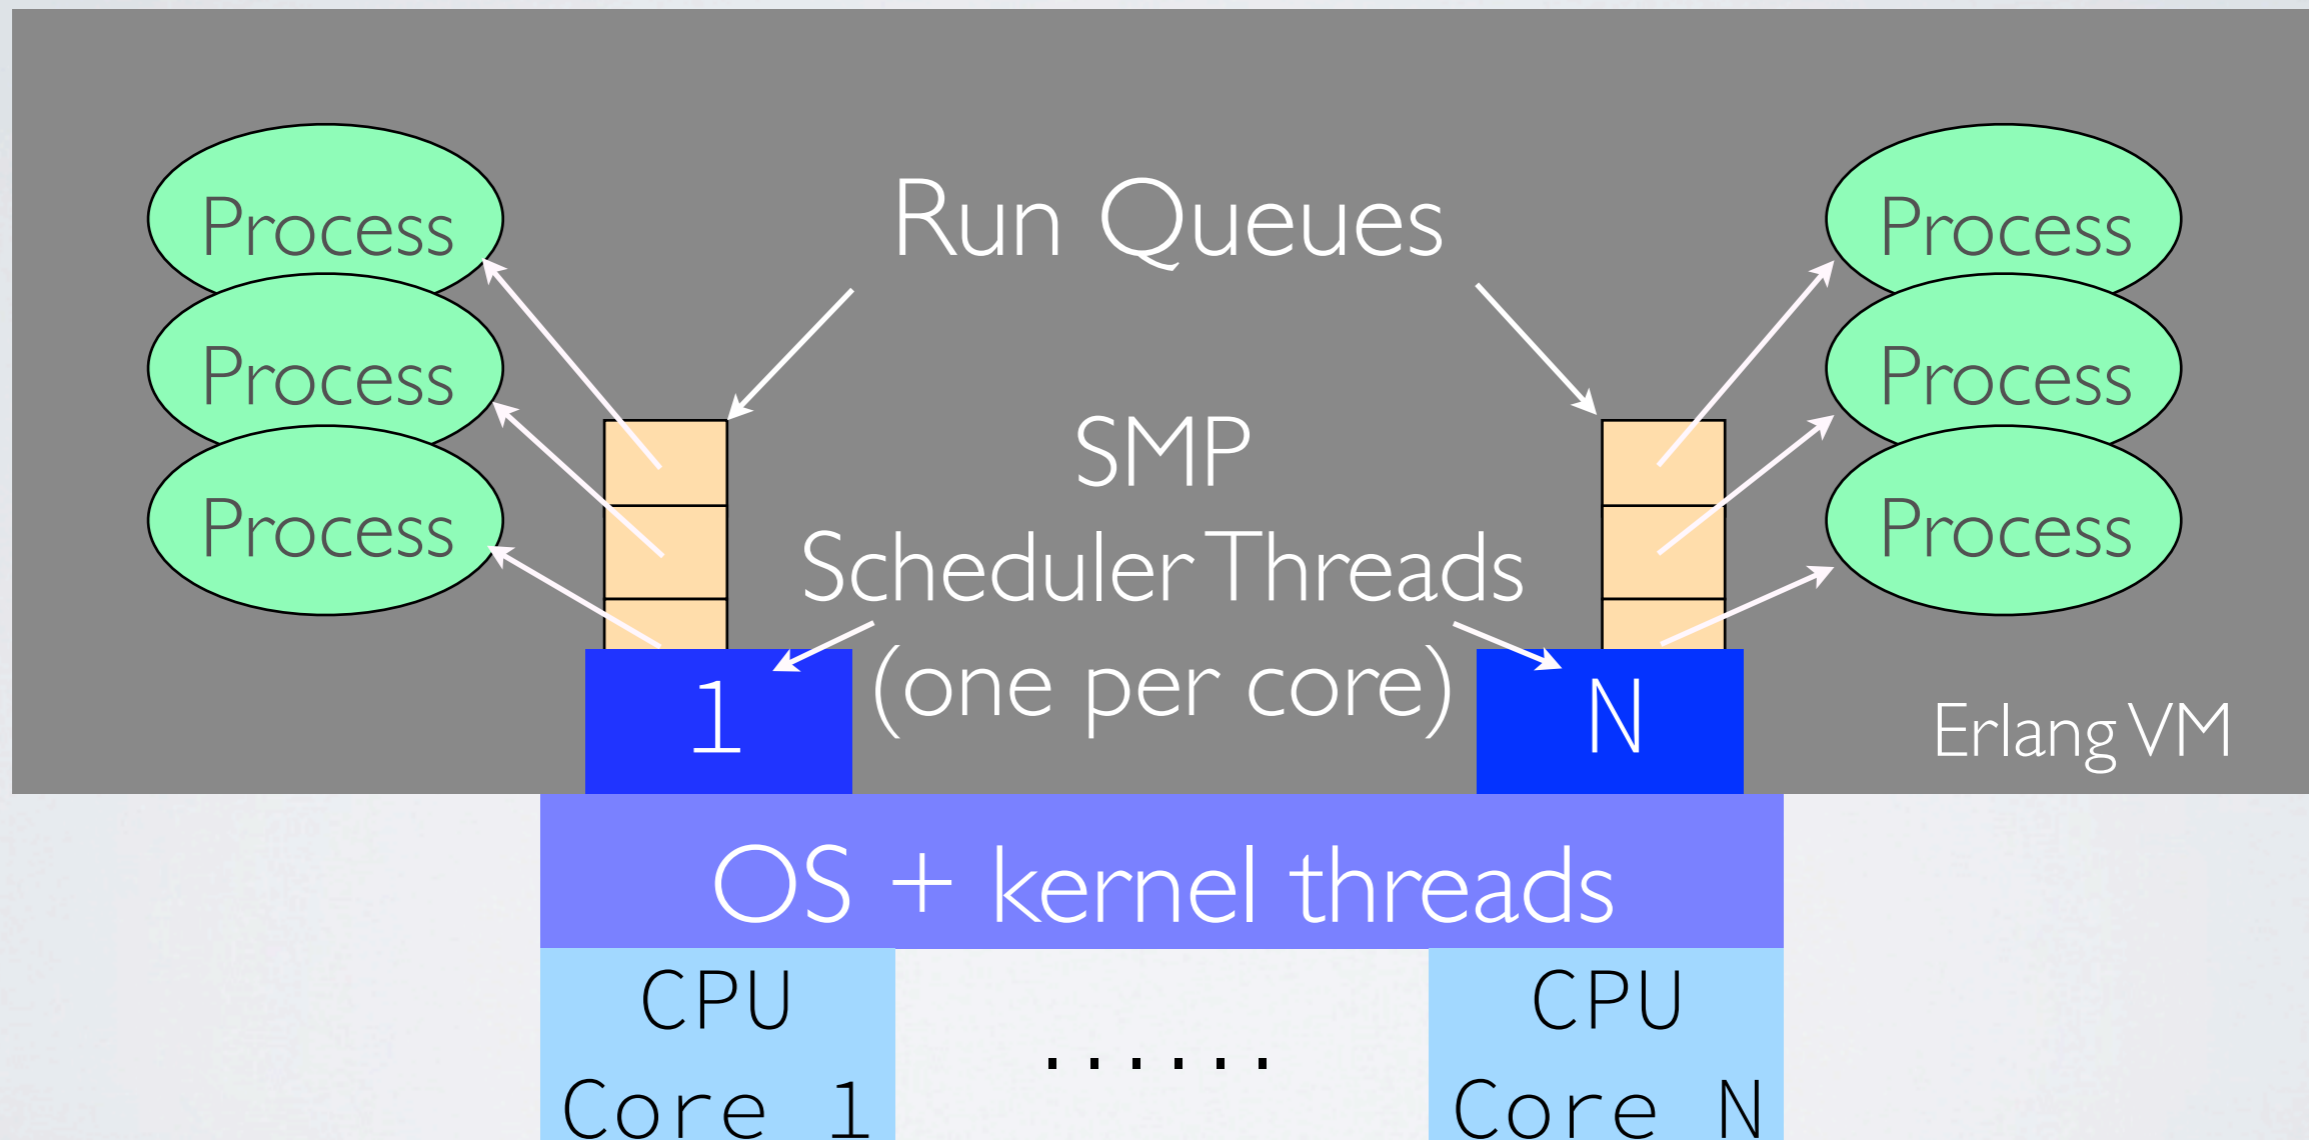 Process
Process
Process
Run Queues
SMP
Scheduler Threads
(one per core)
Process
Process
Process
1
N
Erlang VM
OS + kernel threads
CPU
Core 1
......
CPU
Core N